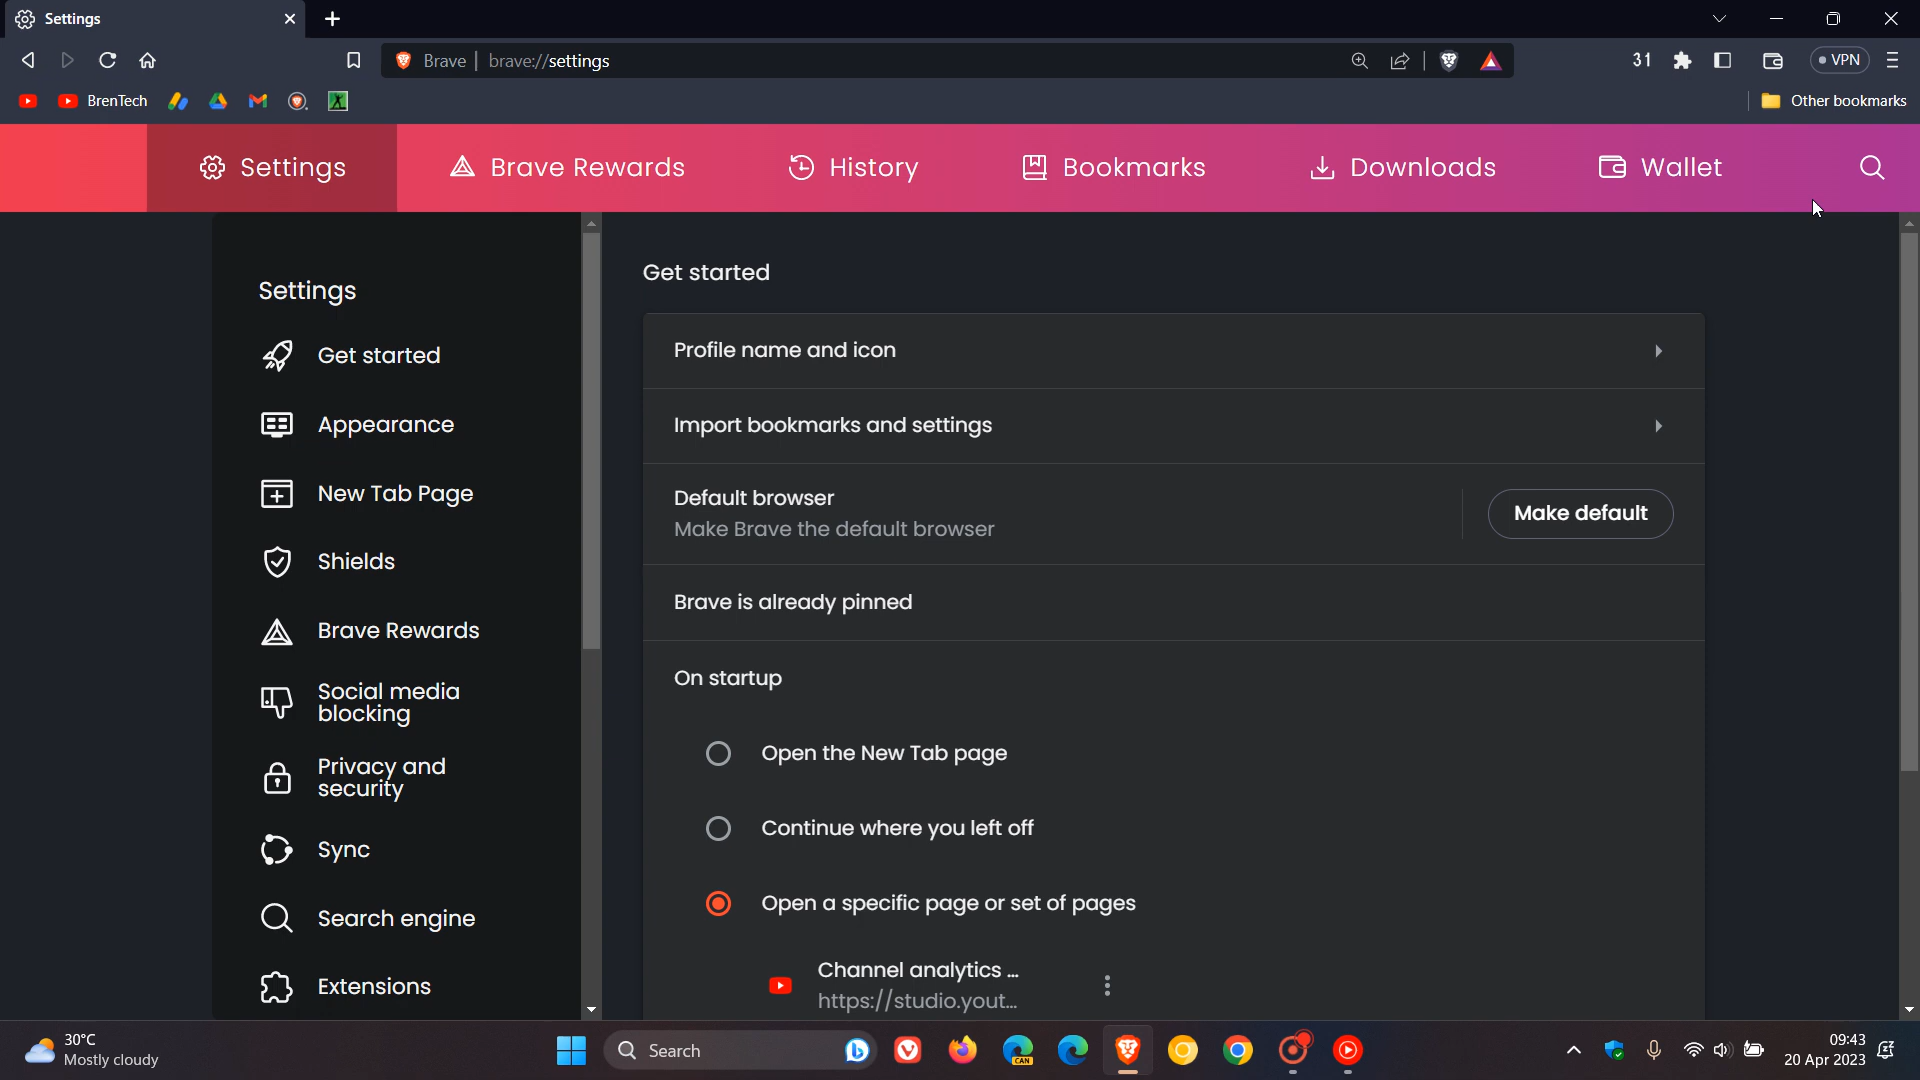 Settings
Brave | brave://settings
31
VPN
BrenTech
Other bookmarks
Settings
Brave Rewards
History
Bookmarks
Downloads
Wallet
Settings
Get started
Appearance
New Tab Page
Shields
Brave Rewards
Social media
blocking
Privacy and
security
Sync
Search engine
Extensions
Get started
Profile name and icon
Import bookmarks and settings
Default browser
Make Brave the default browser
Make default
Brave is already pinned
On startup
Open the New Tab page
Continue where you left off
Open a specific page or set of pages
Channel analytics ...
https://studio.yout...
30°C
Mostly cloudy
Search
CAN
09:43
20 Apr 2023